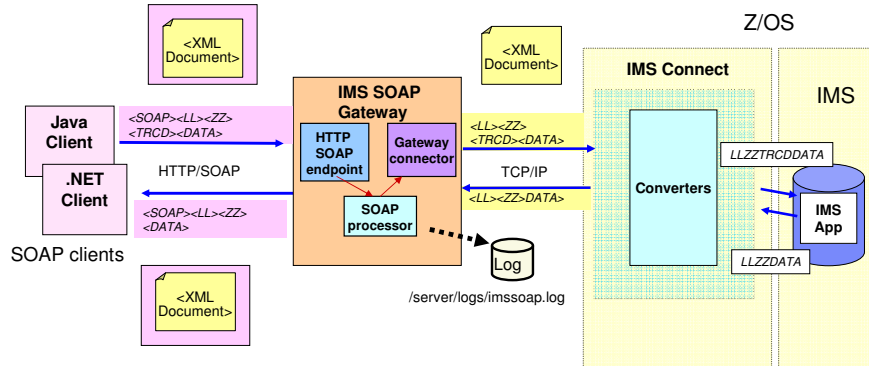 Z/OS
<XML
Document>
<XML
Document>
IMS SOAP
Gateway
IMS Connect
IMS
Java
Client
<SOAP><LL><ZZ>
<TRCD><DATA>
HTTP
SOAP
endpoint
Gateway
connector
<LL><ZZ>
<TRCD><DATA>
LLZZTRCDDATA
.NET
Client
HTTP/SOAP
TCP/IP
Converters
<SOAP><LL><ZZ>
<DATA>
SOAP
processor
<LL><ZZ>DATA>
IMS
App
SOAP clients
Log
LLZZDATA
<XML
Document>
/server/logs/imssoap.log